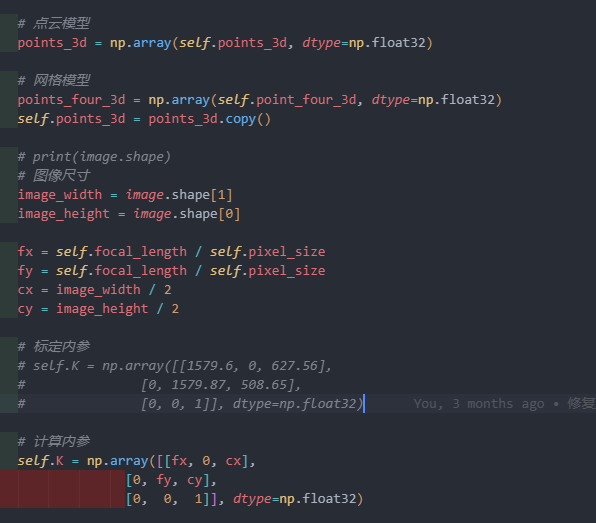 # 点云模型
points_3d = np.array(self.points_3d, dtype=np.float32)
# 网格模型
points_four_3d = np.array(self.point_four_3d, dtype=np.float32)
self.points_3d = points_3d.copy()
# print(image.shape)
# 图像尺寸
image_width = image.shape[1]
image_height = image.shape[0]
fx = self.focal_length / self.pixel_size
fy = self.focal_length / self.pixel_size
cx = image_width / 2
cy = image_height / 2
# 标定内参
# self.K = np.array([[1579.6, 0, 627.56],
#               [0, 1579.87, 508.65],
#               [0, 0, 1]], dtype=np.float32)      You, 3 months ago • 修复
# 计算内参
self.K = np.array([[fx, 0, cx],
              [0, fy, cy],
              [0,  0,  1]], dtype=np.float32)